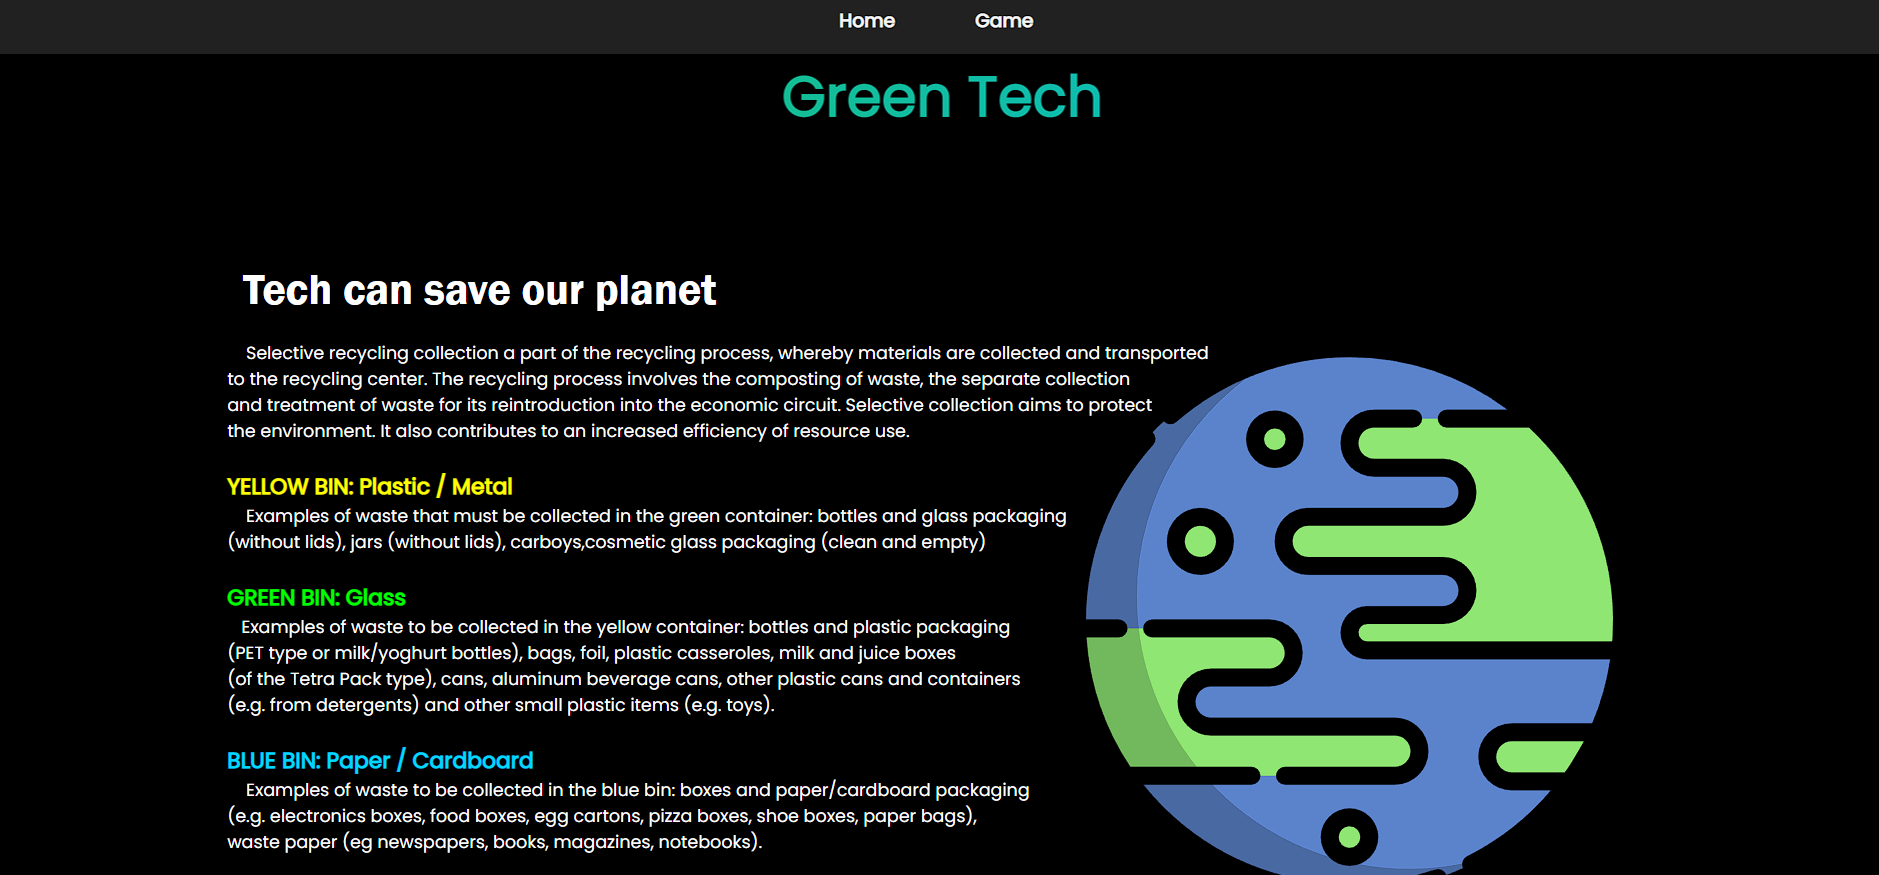 Home Game
Green Tech
Tech can save our planet
Selective recycling collection a part of the recycling process, whereby materials are collected and transported
to the recycling center. The recycling process involves the composting of waste, the separate collection
and treatment of waste for its reintroduction into the economic circuit. Selective collection aims to protect
the environment. It also contributes to an increased efficiency of resource use.
YELLOW BIN: Plastic / Metal
Examples of waste that must be collected in the green container: bottles and glass packaging
(without lids), jars (without lids), carboys,cosmetic glass packaging (clean and empty)
GREEN BIN: Glass
Examples of waste to be collected in the yellow container: bottles and plastic packaging
(PET type or milk/yoghurt bottles), bags, foil, plastic casseroles, milk and juice boxes
(of the Tetra Pack type), cans, aluminum beverage cans, other plastic cans and containers
(e.g. from detergents) and other small plastic items (e.g. toys).
BLUE BIN: Paper / Cardboard
Examples of waste to be collected in the blue bin: boxes and paper/cardboard packaging
(e.g. electronics boxes, food boxes, egg cartons, pizza boxes, shoe boxes, paper bags),
waste paper (eg newspapers, books, magazines, notebooks).